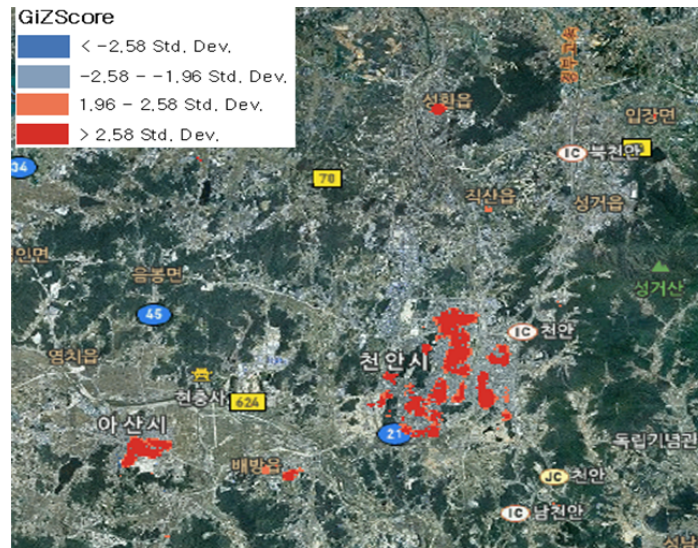 GiZScore
< -2.58 Std. Dev.
-2.58 - -1.96 Std. Dev.
1.96 - 2.58 Std. Dev.
> 2.58 Std. Dev.
성환읍
입장면
34
70
IC 북천안
직산읍
성거읍
음봉면
성거산
45
IC 천안
염치읍
천안시
현충사
624
아산시
21
독립기념관
배방읍
JC 천안
IC 남천안